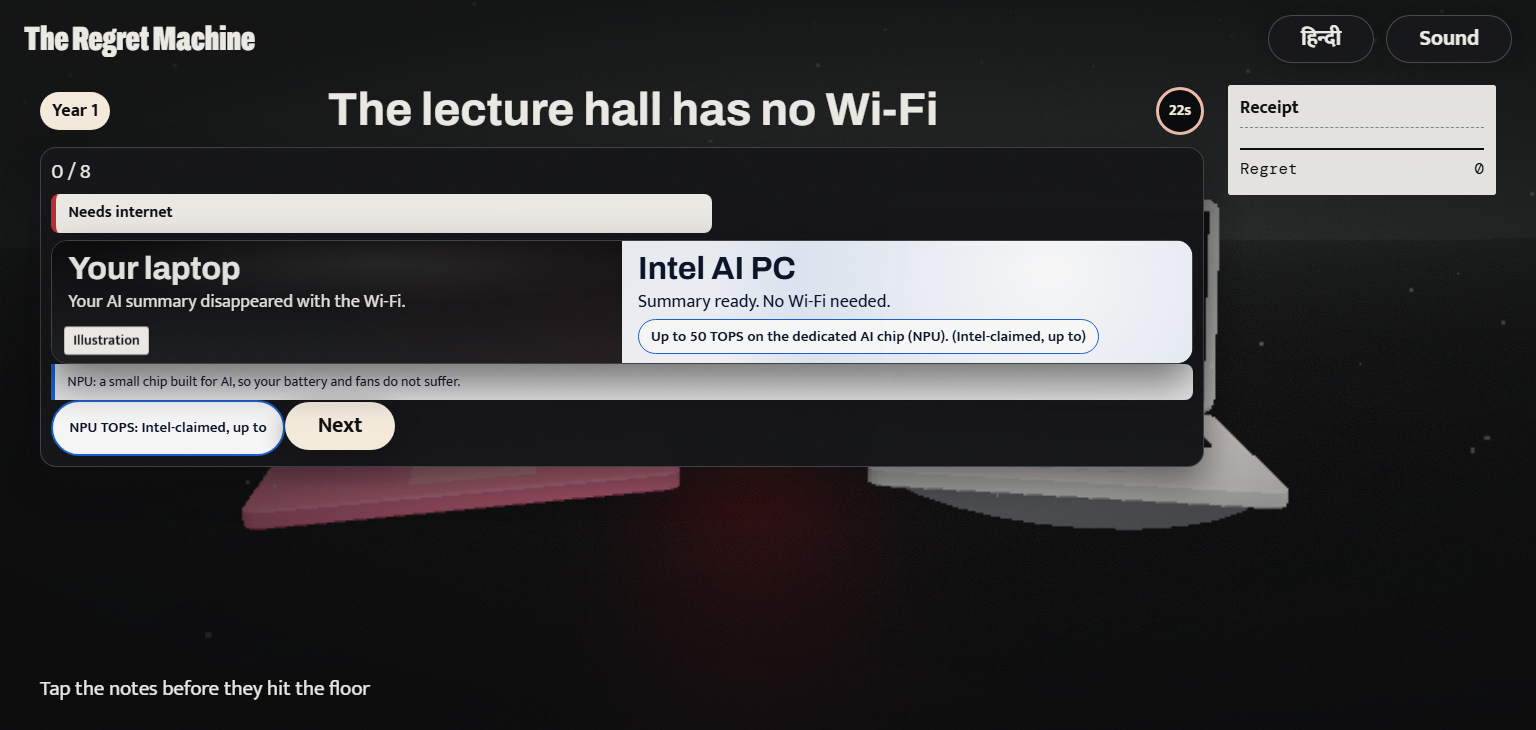 The Regret Machine
हिन्दी
Sound
Year 1
The lecture hall has no Wi-Fi
22s
Receipt
Regret 0
0 / 8
Needs internet
Your laptop
Your AI summary disappeared with the Wi-Fi.
Illustration
Intel AI PC
Summary ready. No Wi-Fi needed.
Up to 50 TOPS on the dedicated AI chip (NPU). (Intel-claimed, up to)
NPU: a small chip built for AI, so your battery and fans do not suffer.
NPU TOPS: Intel-claimed, up to
Next
Tap the notes before they hit the floor